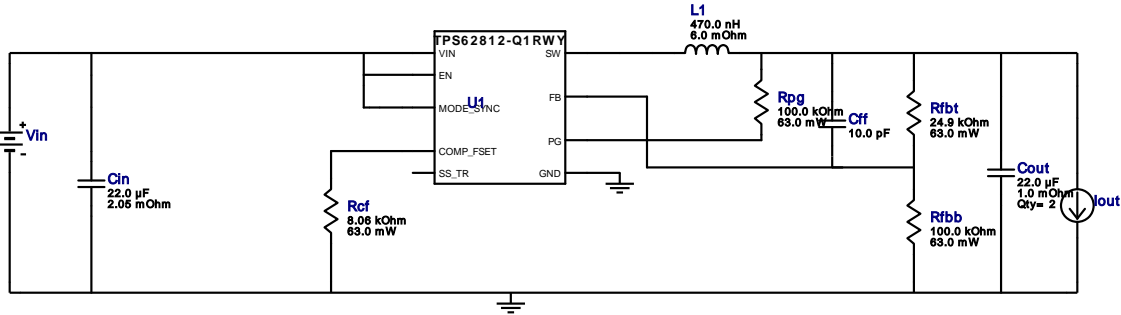 L1
470.0 nH
6.0 mOhm
TPS62812-Q1RWY
VIN
SW
EN
U1
MODE_SYNC
FB
PG
COMP_FSET
SS_TR
GND
Vin
+
-
Cin
22.0 µF
2.05 mOhm
Rcf
8.06 kOhm
63.0 mW
Rpg
100.0 kOhm
63.0 mW
Cff
10.0 pF
Rfbt
24.9 kOhm
63.0 mW
Rfbb
100.0 kOhm
63.0 mW
Cout
22.0 µF
1.0 mOhm
Qty= 2
Iout